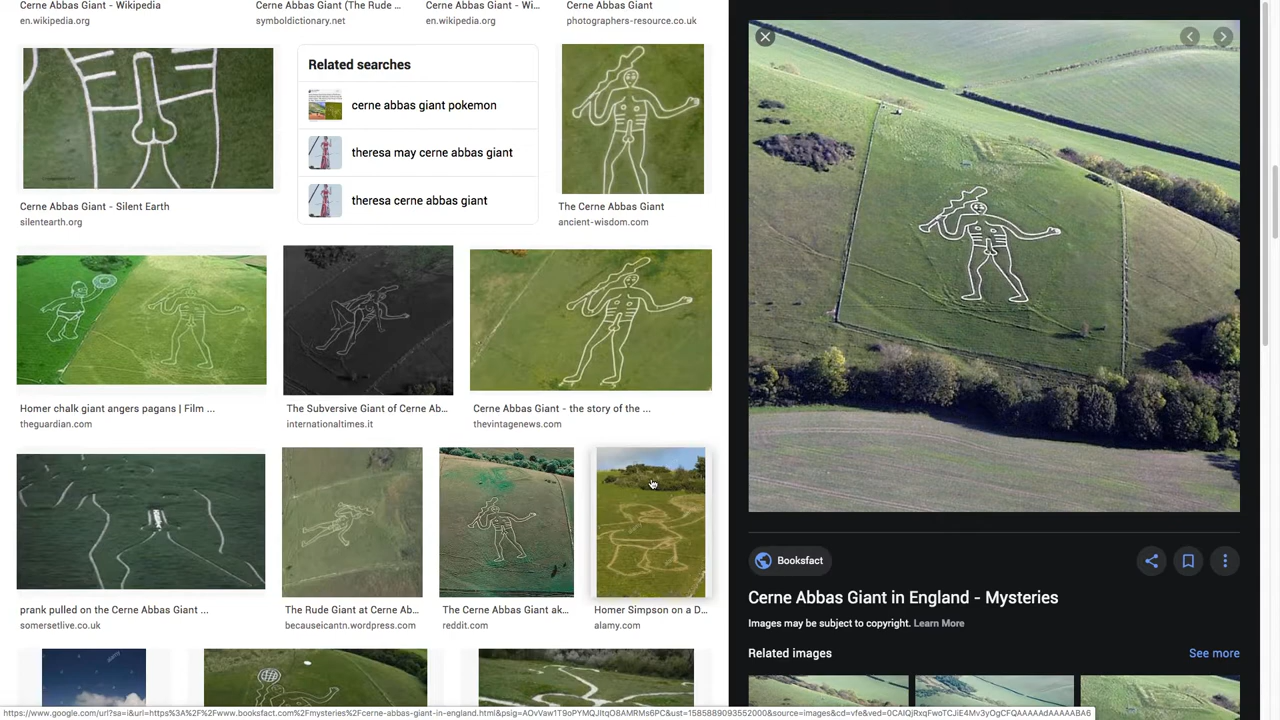 Cerne Abbas Giant - Wikipedia
en.wikipedia.org
Cerne Abbas Giant (The Rude ...
symboldictionary.net
Cerne Abbas Giant - Wi...
en.wikipedia.org
Cerne Abbas Giant
photographers-resource.co.uk
Cerne Abbas Giant - Silent Earth
silentearth.org
Related searches
cerne abbas giant pokemon
theresa may cerne abbas giant
theresa cerne abbas giant
The Cerne Abbas Giant
ancient-wisdom.com
Homer chalk giant angers pagans | Film ...
theguardian.com
The Subversive Giant of Cerne Ab...
internationaltimes.it
Cerne Abbas Giant - the story of the ...
thevintagenews.com
prank pulled on the Cerne Abbas Giant ...
somersetlive.co.uk
The Rude Giant at Cerne Ab...
becauseicantn.wordpress.com
The Cerne Abbas Giant ak...
reddit.com
Homer Simpson on a D...
alamy.com
Booksfact
Cerne Abbas Giant in England - Mysteries
Images may be subject to copyright. Learn More
Related images
See more